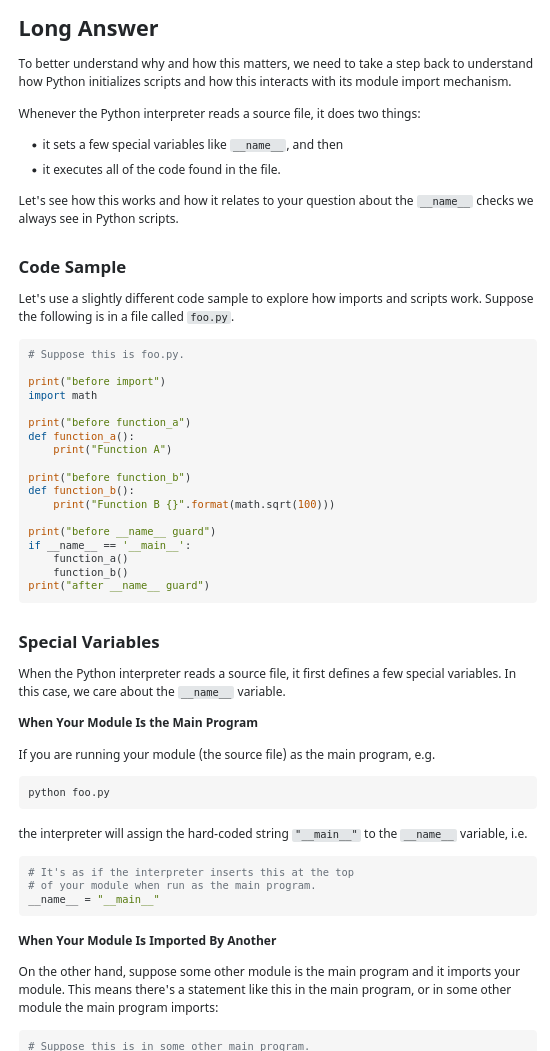 Long Answer
To better understand why and how this matters, we need to take a step back to understand
how Python initializes scripts and how this interacts with its module import mechanism.
Whenever the Python interpreter reads a source file, it does two things:
• it sets a few special variables like __name__, and then
• it executes all of the code found in the file.
Let's see how this works and how it relates to your question about the __name__ checks we
always see in Python scripts.
Code Sample
Let's use a slightly different code sample to explore how imports and scripts work. Suppose
the following is in a file called foo.py.
# Suppose this is foo.py.
print("before import")
import math
print("before function_a")
def function_a():
    print("Function A")
print("before function_b")
def function_b():
    print("Function B {}".format(math.sqrt(100)))
print("before __name__ guard")
if __name__ == '__main__':
    function_a()
    function_b()
print("after __name__ guard")
Special Variables
When the Python interpreter reads a source file, it first defines a few special variables. In
this case, we care about the __name__ variable.
When Your Module Is the Main Program
If you are running your module (the source file) as the main program, e.g.
python foo.py
the interpreter will assign the hard-coded string "__main__" to the __name__ variable, i.e.
# It's as if the interpreter inserts this at the top
# of your module when run as the main program.
__name__ = "__main__"
When Your Module Is Imported By Another
On the other hand, suppose some other module is the main program and it imports your
module. This means there's a statement like this in the main program, or in some other
module the main program imports:
# Suppose this is in some other main program.